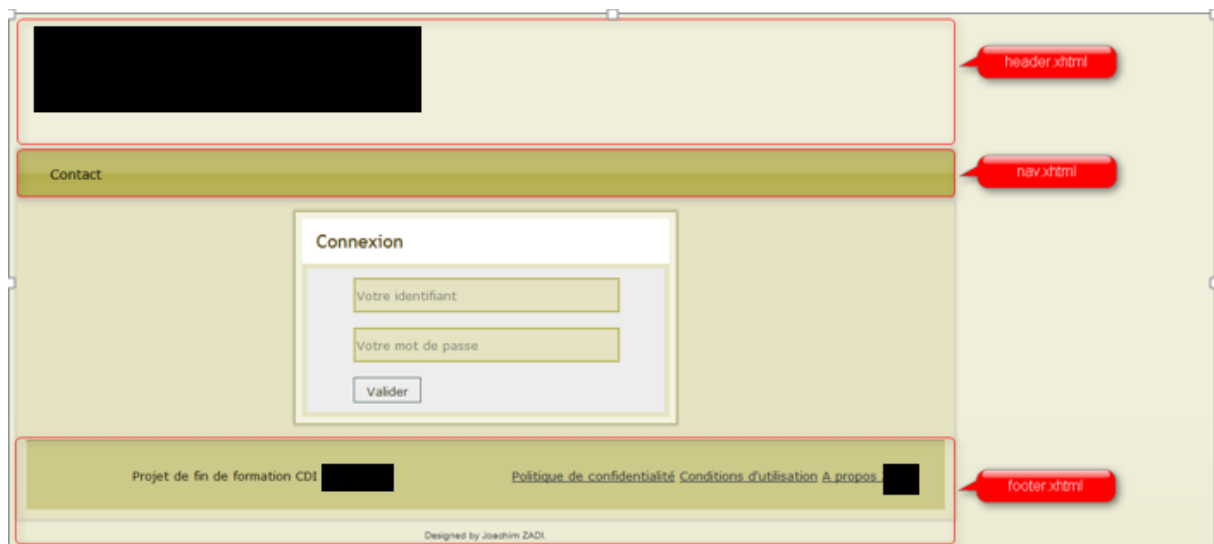 header.xhtml
Contact
nav.xhtml
Connexion
Votre identifiant
Votre mot de passe
Valider
Projet de fin de formation CDI
Politique de confidentialité Conditions d'utilisation A propos
footer.xhtml
Designed by Joachim ZADI.